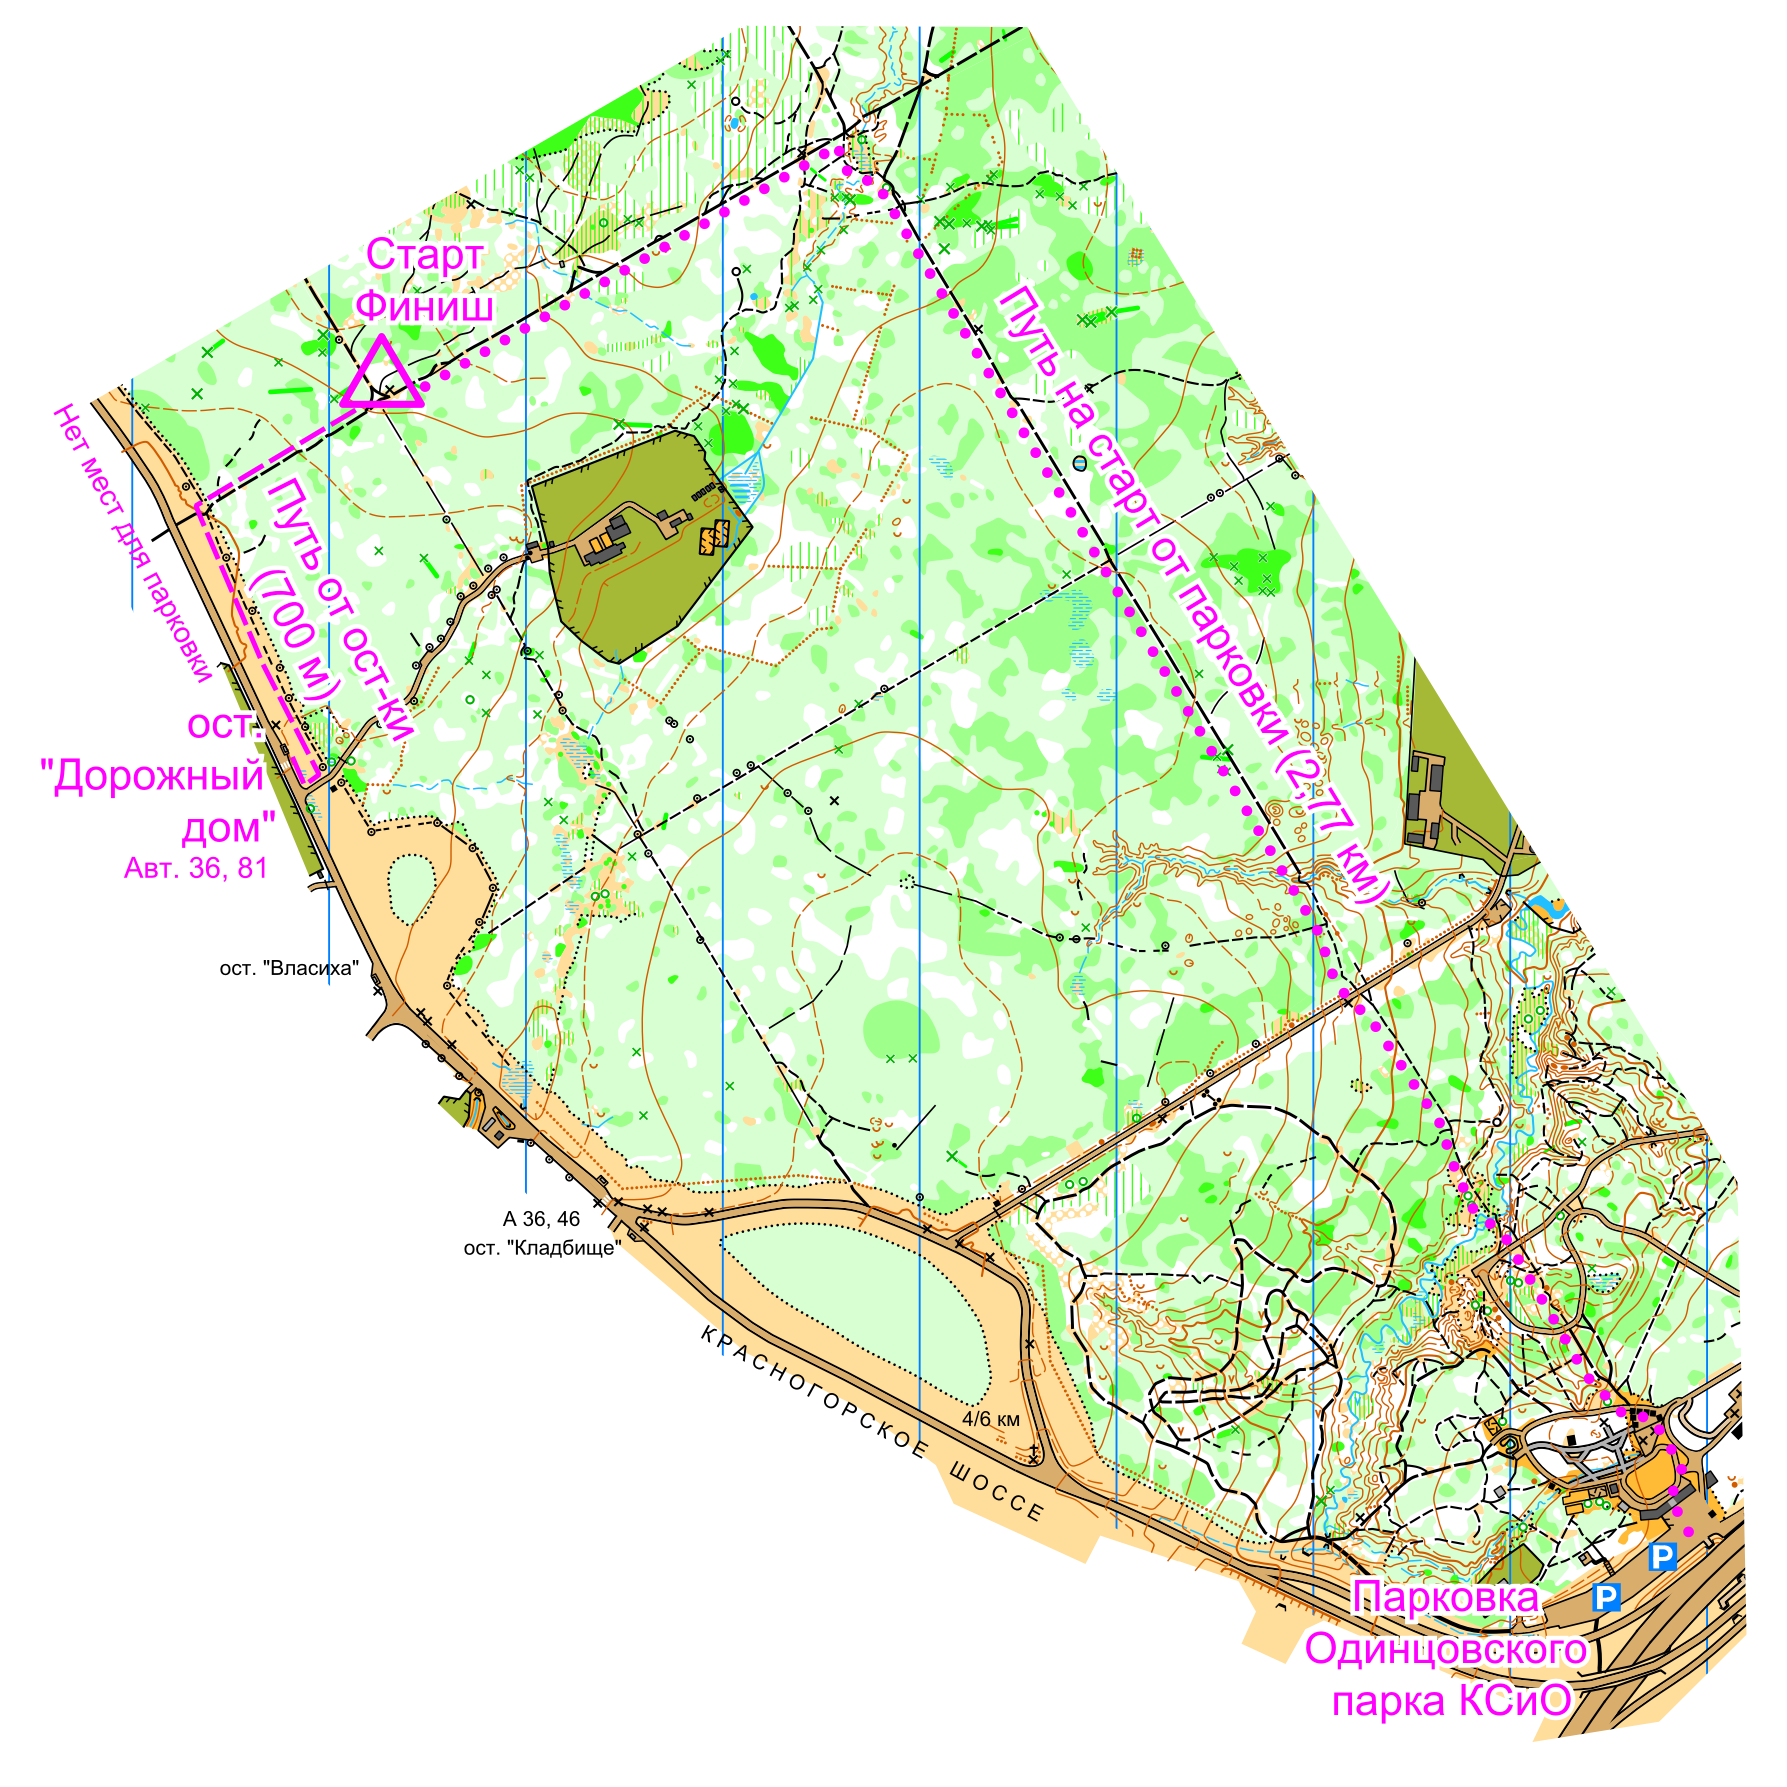 Старт
Финиш
Путь на старт от парковки (2,77 км)
Нет мест для парковки
Путь от ост-ки
(700 м)
ост.
"Дорожный
дом"
Авт. 36, 81
ост. "Власиха"
А 36, 46
ост. "Кладбище"
КРАСНОГОРСКОЕ ШОССЕ
4/6 км
P
P
Парковка
Одинцовского
парка КСиО